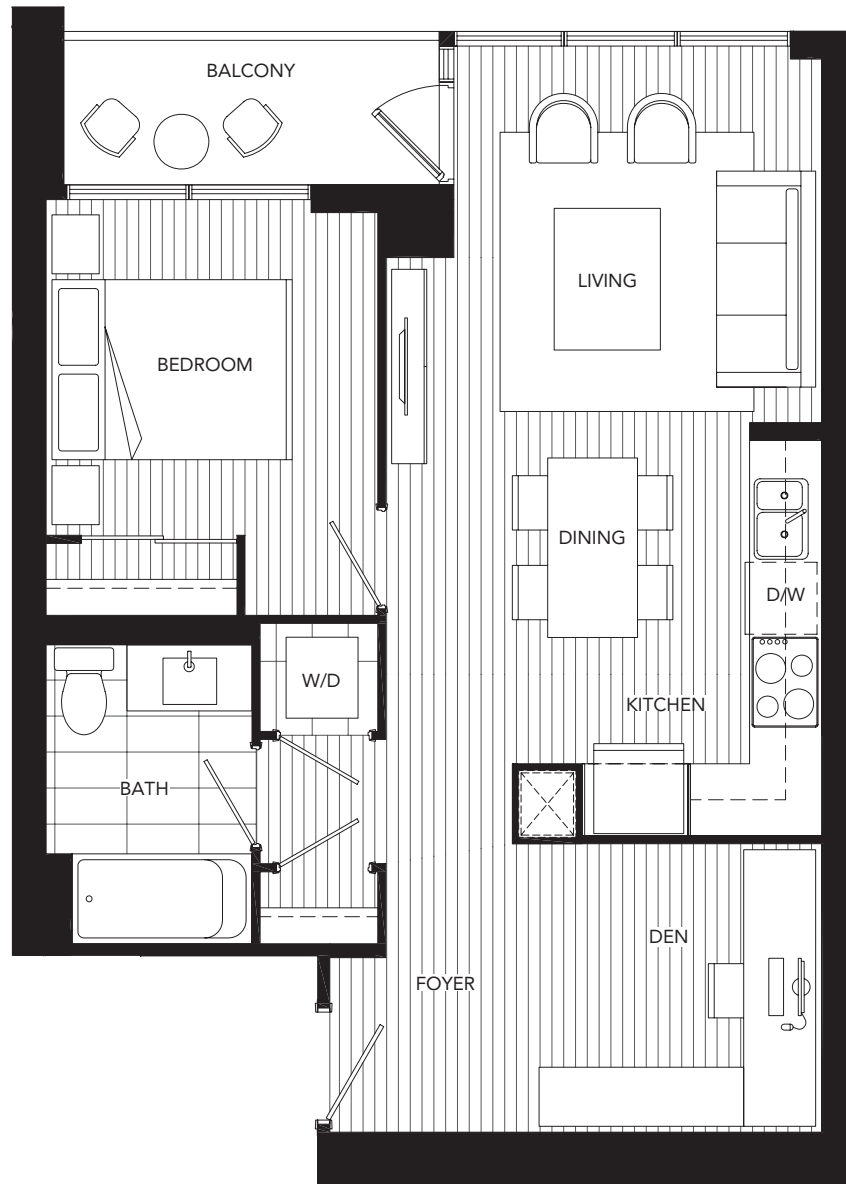 BALCONY
LIVING
BEDROOM
DINING
D/W
W/D
KITCHEN
BATH
DEN
FOYER